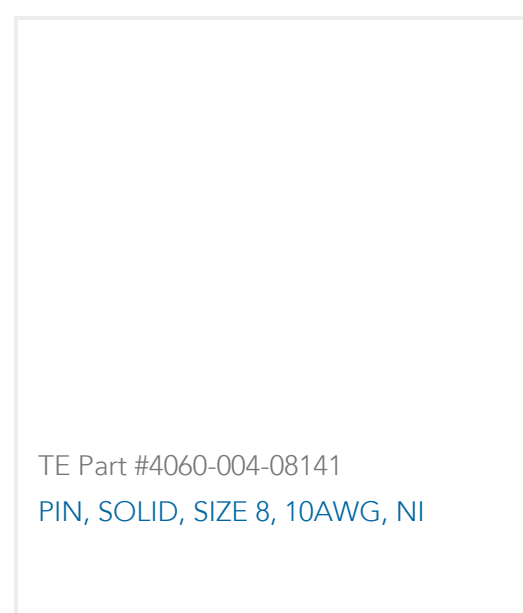 TE Part #4060-004-08141
PIN, SOLID, SIZE 8, 10AWG, NI